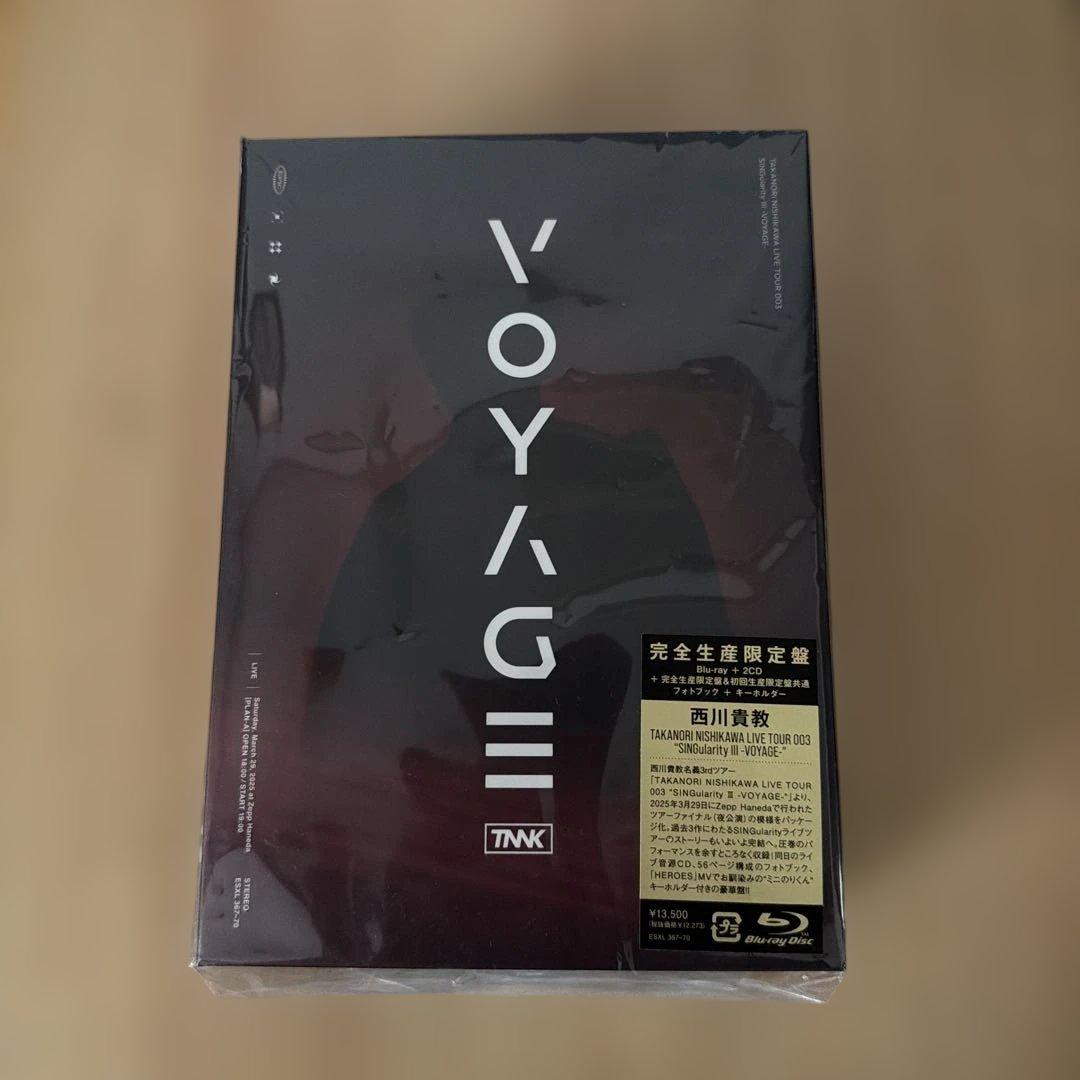 TAKANORI NISHIKAWA LIVE TOUR 003
SINGularity III -VOYAGE-
VOYAGE
TMNK
LIVE
Saturday, March 29, 2025 at Zepp Haneda
[PLAN-A] OPEN 18:00 / START 19:00
STEREO
ESXL 367~70
完全生産限定盤
Blu-ray + 2CD
+ 完全生産限定盤&初回生産限定盤共通
フォトブック + キーホルダー
西川貴教
TAKANORI NISHIKAWA LIVE TOUR 003
"SINGularity III -VOYAGE-"
西川貴教名義3rdツアー
「TAKANORI NISHIKAWA LIVE TOUR
003 "SINGularity Ⅲ -VOYAGE-"」より、
2025年3月29日にZepp Hanedaで行われた
ツアーファイナル(夜公演)の模様をパッケー
ジ化。過去3作にわたるSINGularityライブツ
アーのストーリーもいよいよ完結へ。圧巻のパ
フォーマンスを余すところなく収録!同日のライ
ブ音源CD、56ページ構成のフォトブック、
「HEROES」MVでお馴染みの"ミニのりくん"
キーホルダー付きの豪華盤!!
¥13,500
(税抜価格¥12,273)
ESXL 367~70
プラ
Blu-ray Disc